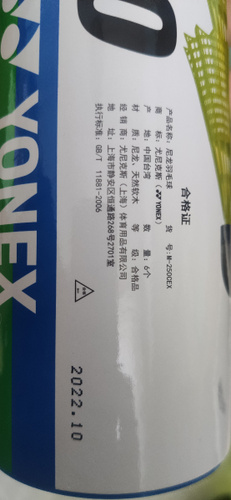 YONEX
合格证
产品名称：尼龙羽毛球 货 号：M-250CEX
商 标：尤尼克斯（YONEX） 数 量：6个
产 地：中国台湾 等 级：合格品
材 质：尼龙、天然软木
经 销 商：尤尼克斯（上海）体育用品有限公司
地 址：上海市静安区恒通路268号2701室
执行标准：GB/T 11881-2006
2022.10